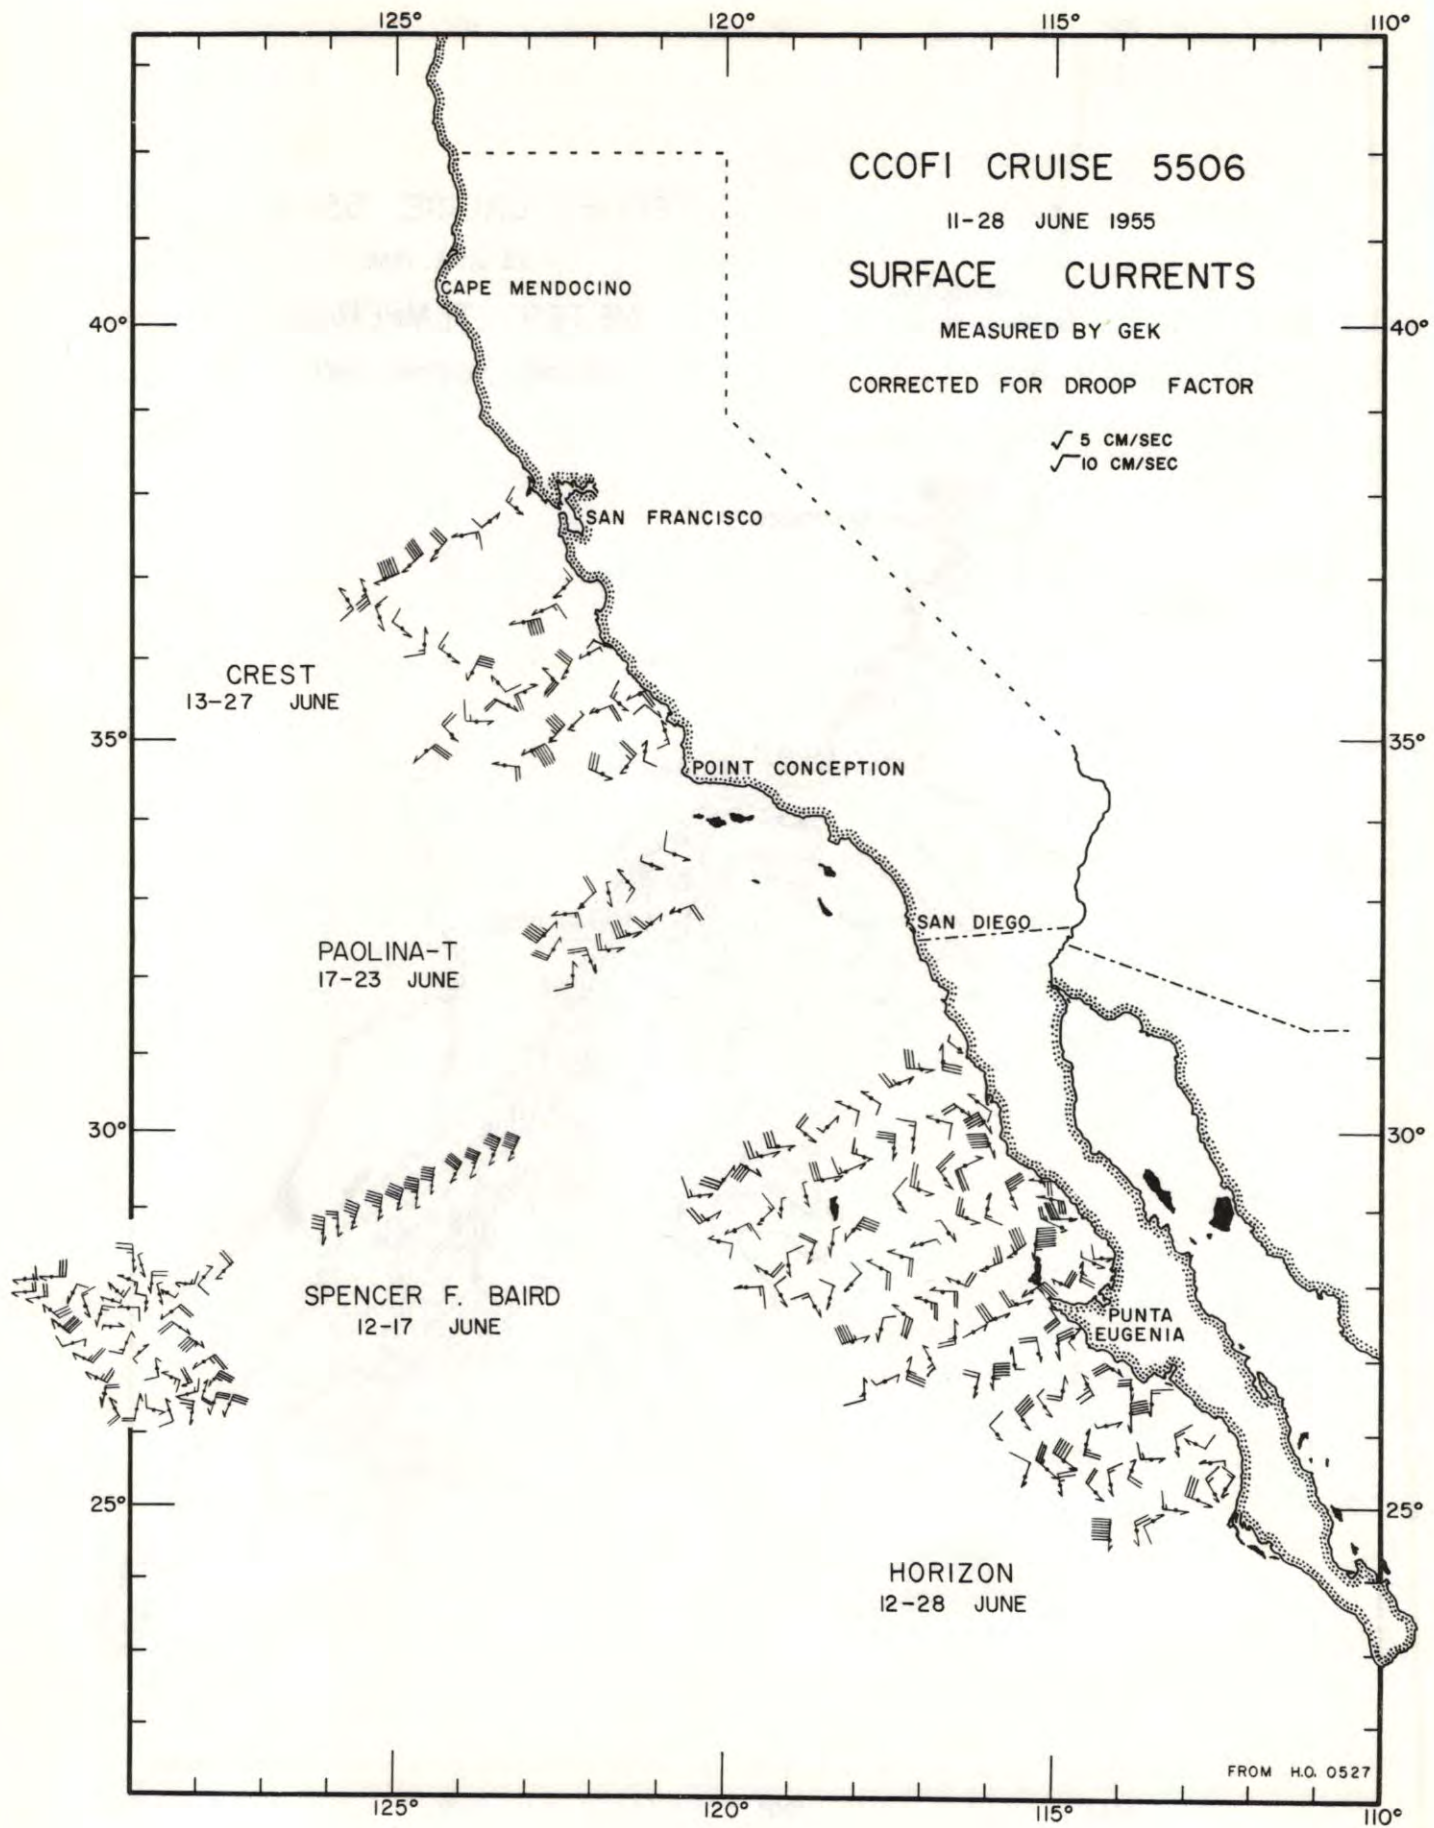 125° 120° 115° 110°
CCOFI CRUISE 5506
11-28 JUNE 1955
SURFACE CURRENTS
MEASURED BY GEK
CORRECTED FOR DROOP FACTOR
5 CM/SEC
10 CM/SEC
CAPE MENDOCINO
40° 40°
SAN FRANCISCO
CREST
13-27 JUNE
35° 35°
POINT CONCEPTION
SAN DIEGO
PAOLINA-T
17-23 JUNE
30° 30°
SPENCER F. BAIRD
12-17 JUNE
PUNTA
EUGENIA
25° 25°
HORIZON
12-28 JUNE
FROM H.O. 0527
125° 120° 115° 110°